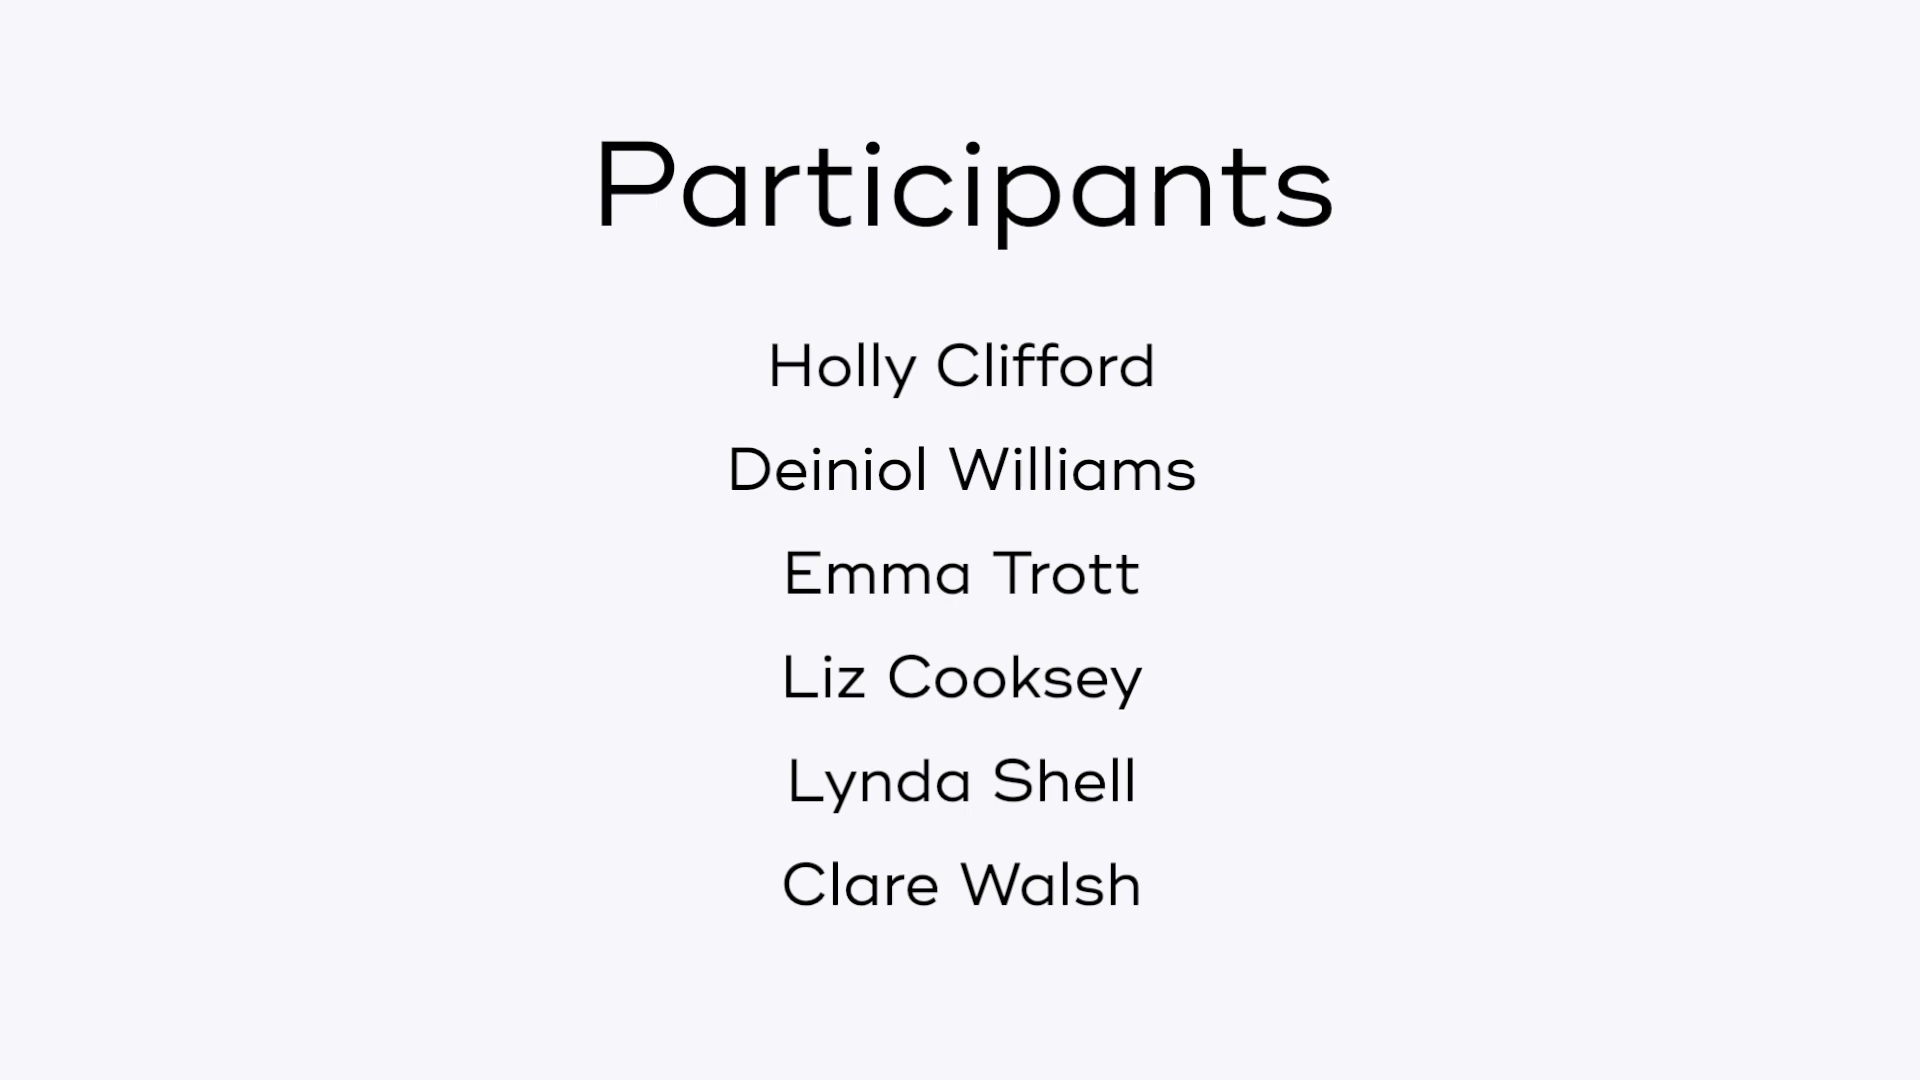 Participants
Holly Clifford
Deiniol Williams
Emma Trott
Liz Cooksey
Lynda Shell
Clare Walsh